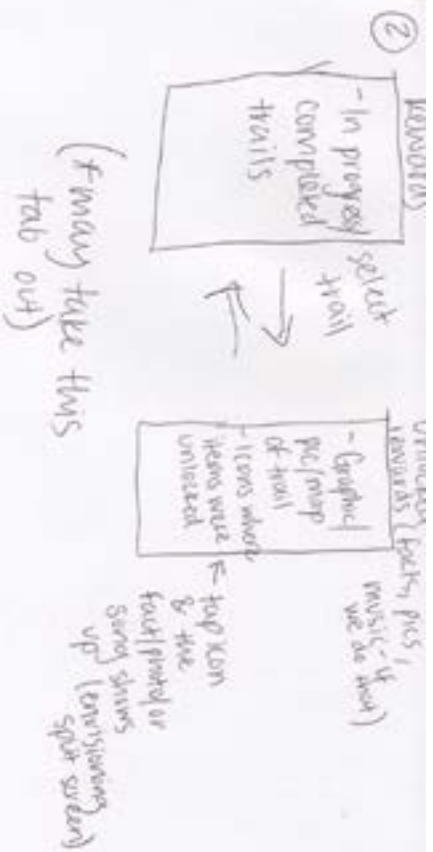 ②
Rewards
- In progress/
completed
trails
select
trail
(* may take this
tab out)
unlocked
rewards (facts, pics,
music - if
we do that)
- Graphic/
pic/map
of trail
- Icons where
items were
unlocked
← tap icon
& the
fact/photo/or
song shows
up (envisioning
split screen)